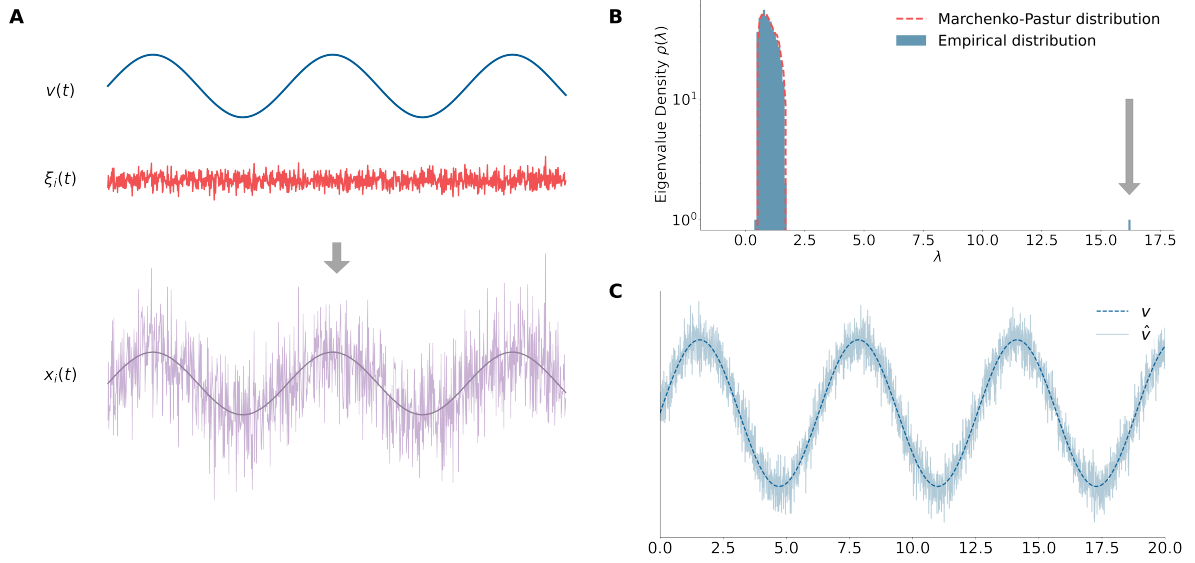 A
v(t)
ξᵢ(t)
xᵢ(t)
B
Marchenko-Pastur distribution
Empirical distribution
Eigenvalue Density ρ(λ)
10¹
10⁰
0.0 2.5 5.0 7.5 10.0 12.5 15.0 17.5
λ
C
v
v̂
0.0 2.5 5.0 7.5 10.0 12.5 15.0 17.5 20.0